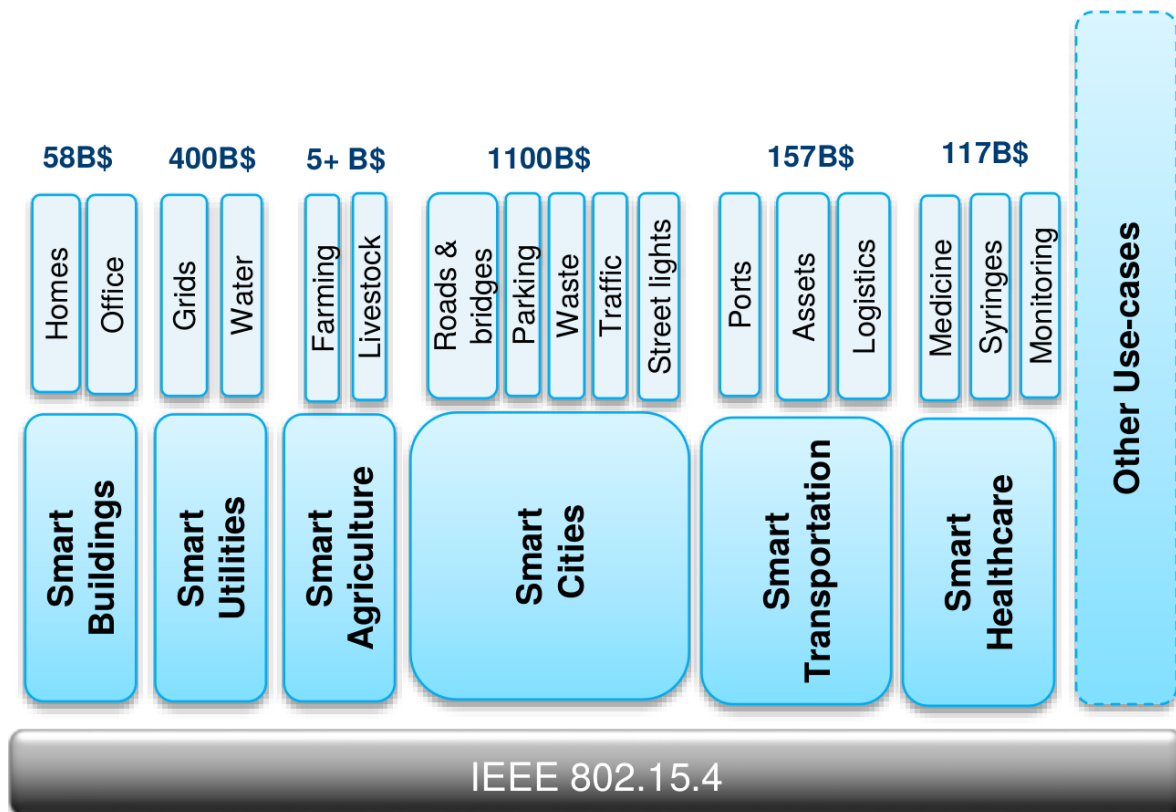 58B$
400B$
5+ B$
1100B$
157B$
117B$
Homes
Office
Grids
Water
Farming
Livestock
Roads &
bridges
Parking
Waste
Traffic
Street lights
Ports
Assets
Logistics
Medicine
Syringes
Monitoring
Smart
Buildings
Smart
Utilities
Smart
Agriculture
Smart
Cities
Smart
Transportation
Smart
Healthcare
Other Use-cases
IEEE 802.15.4